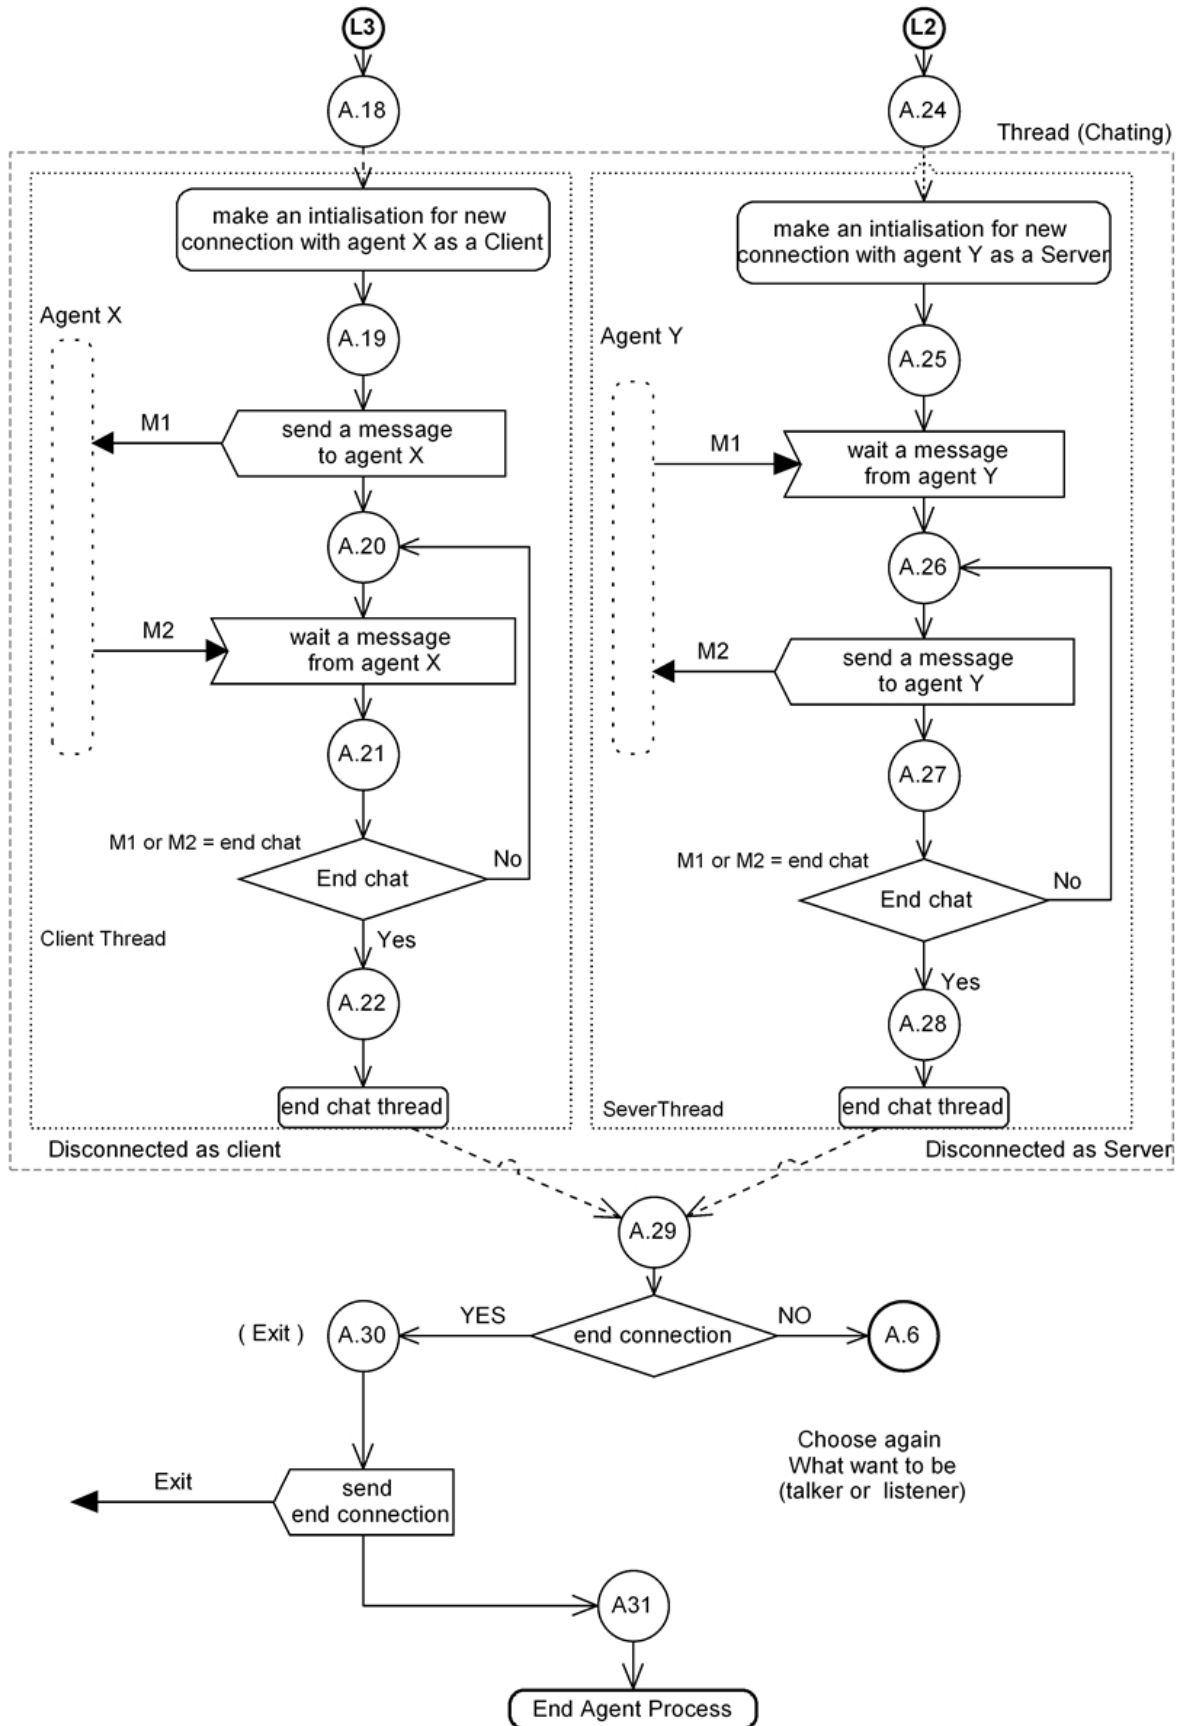 L3
L2
A.18
A.24
Thread (Chating)
make an intialisation for new
connection with agent X as a Client
make an intialisation for new
connection with agent Y as a Server
Agent X
A.19
Agent Y
A.25
M1
send a message
to agent X
M1
wait a message
from agent Y
A.20
A.26
M2
wait a message
from agent X
M2
send a message
to agent Y
A.21
A.27
M1 or M2 = end chat
End chat
No
M1 or M2 = end chat
End chat
No
Client Thread
Yes
Yes
A.22
A.28
end chat thread
SeverThread
end chat thread
Disconnected as client
Disconnected as Server
A.29
( Exit )
A.30
YES
end connection
NO
A.6
Choose again
What want to be
(talker or listener)
Exit
send
end connection
A31
End Agent Process